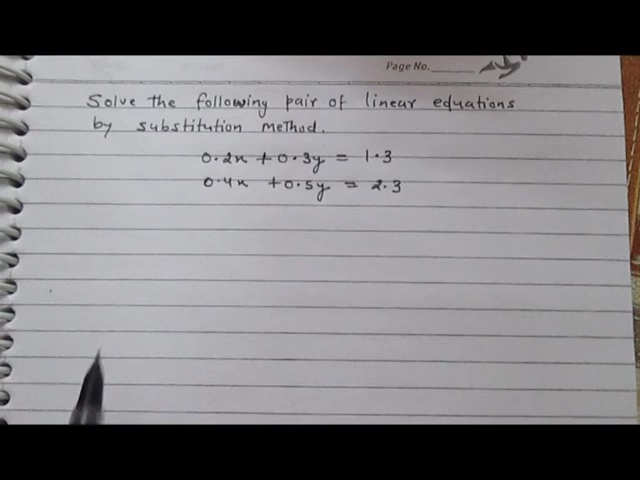 Page No.
Solve the following pair of linear equations
by substitution method.
0.2x + 0.3y = 1.3
0.4x + 0.5y = 2.3